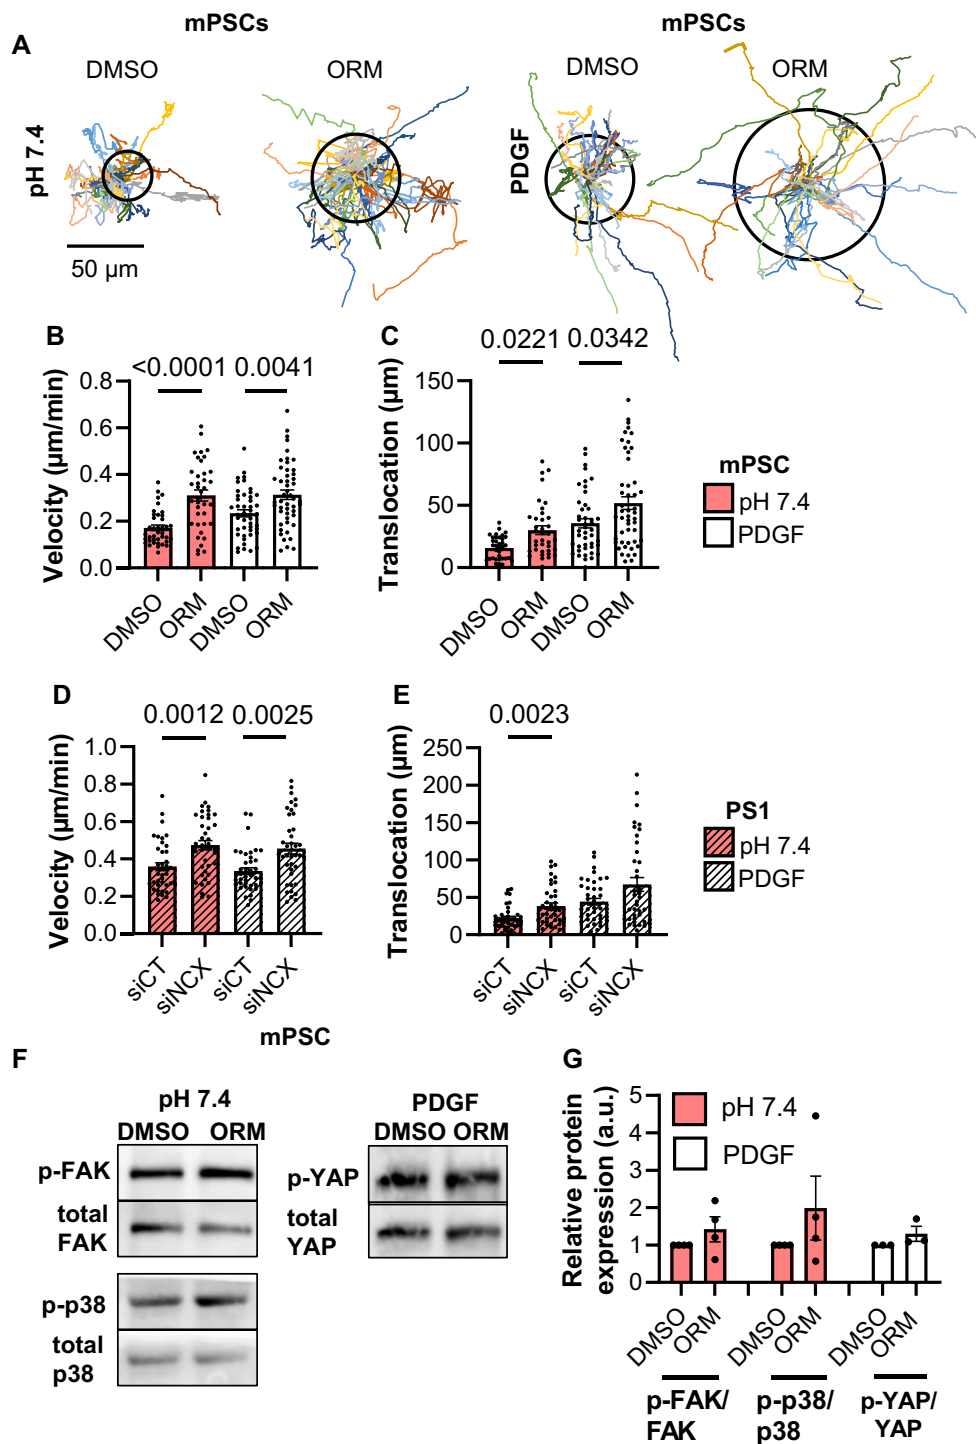 mPSCs
mPSCs
A
DMSO
ORM
DMSO
ORM
pH 7.4
PDGF
50 µm
B
<0.0001 0.0041
Velocity (µm/min)
0.8
0.6
0.4
0.2
0.0
DMSO
ORM
DMSO
ORM
C
0.0221 0.0342
Translocation (µm)
150
100
50
0
DMSO
ORM
DMSO
ORM
mPSC
pH 7.4
PDGF
D
0.0012 0.0025
Velocity (µm/min)
1.0
0.8
0.6
0.4
0.2
0.0
siCT
siNCX
siCT
siNCX
E
0.0023
Translocation (µm)
250
200
150
100
50
0
siCT
siNCX
siCT
siNCX
PS1
pH 7.4
PDGF
mPSC
F
pH 7.4
DMSO ORM
p-FAK
total
FAK
p-p38
total
p38
PDGF
DMSO ORM
p-YAP
total
YAP
G
Relative protein
expression (a.u.)
5
4
3
2
1
0
pH 7.4
PDGF
DMSO
ORM
DMSO
ORM
DMSO
ORM
p-FAK/
FAK
p-p38/
p38
p-YAP/
YAP